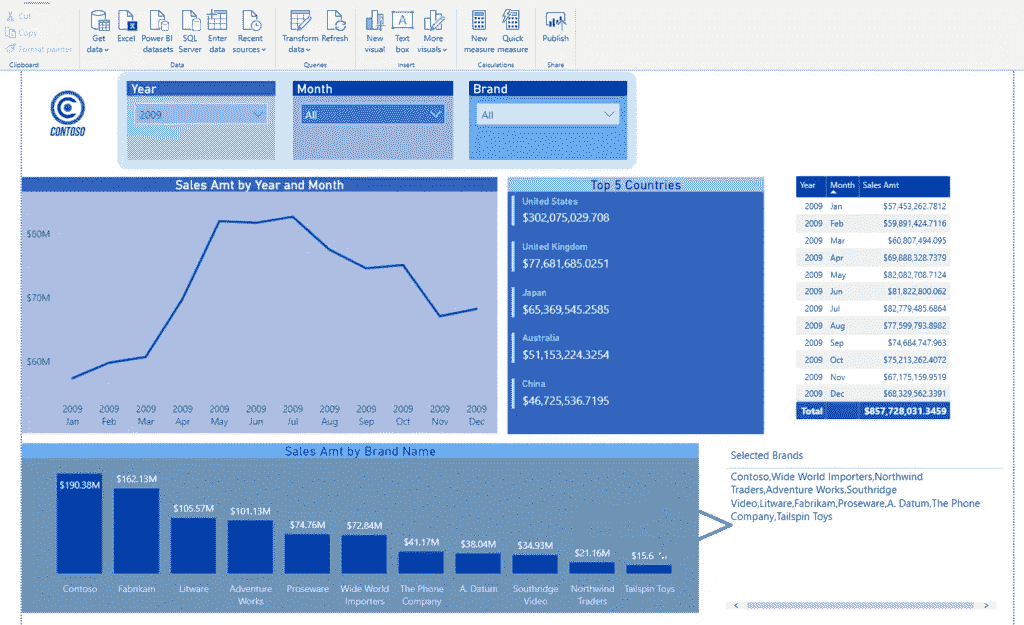 Cut
Copy
Format painter
Clipboard
Get data
Excel
Power BI datasets
SQL Server
Enter data
Recent sources
Data
Transform data
Refresh
Queries
New visual
Text box
More visuals
Insert
New measure
Quick measure
Calculations
Publish
Share
CONTOSO
Year
2009
Month
All
Brand
All
Sales Amt by Year and Month
$80M
$70M
$60M
2009 Jan
2009 Feb
2009 Mar
2009 Apr
2009 May
2009 Jun
2009 Jul
2009 Aug
2009 Sep
2009 Oct
2009 Nov
2009 Dec
Top 5 Countries
United States
$302,075,029.708
United Kingdom
$77,681,685.0251
Japan
$65,369,545.2585
Australia
$51,153,224.3254
China
$46,725,536.7195
Year Month Sales Amt
2009 Jan $57,453,262.7812
2009 Feb $59,891,424.7116
2009 Mar $60,807,494.095
2009 Apr $69,888,328.7379
2009 May $82,082,708.7124
2009 Jun $81,822,800.062
2009 Jul $82,779,485.6864
2009 Aug $77,599,793.8982
2009 Sep $74,684,747.963
2009 Oct $75,213,262.4072
2009 Nov $67,175,159.9519
2009 Dec $68,329,562.3391
Total $857,728,031.3459
Sales Amt by Brand Name
$190.38M
$162.13M
$105.57M
$101.13M
$74.76M
$72.84M
$41.17M
$38.04M
$34.93M
$21.16M
$15.6
Contoso
Fabrikam
Litware
Adventure Works
Proseware
Wide World Importers
The Phone Company
A. Datum
Southridge Video
Northwind Traders
Tailspin Toys
Selected Brands
Contoso,Wide World Importers,Northwind
Traders,Adventure Works,Southridge
Video,Litware,Fabrikam,Proseware,A. Datum,The Phone
Company,Tailspin Toys